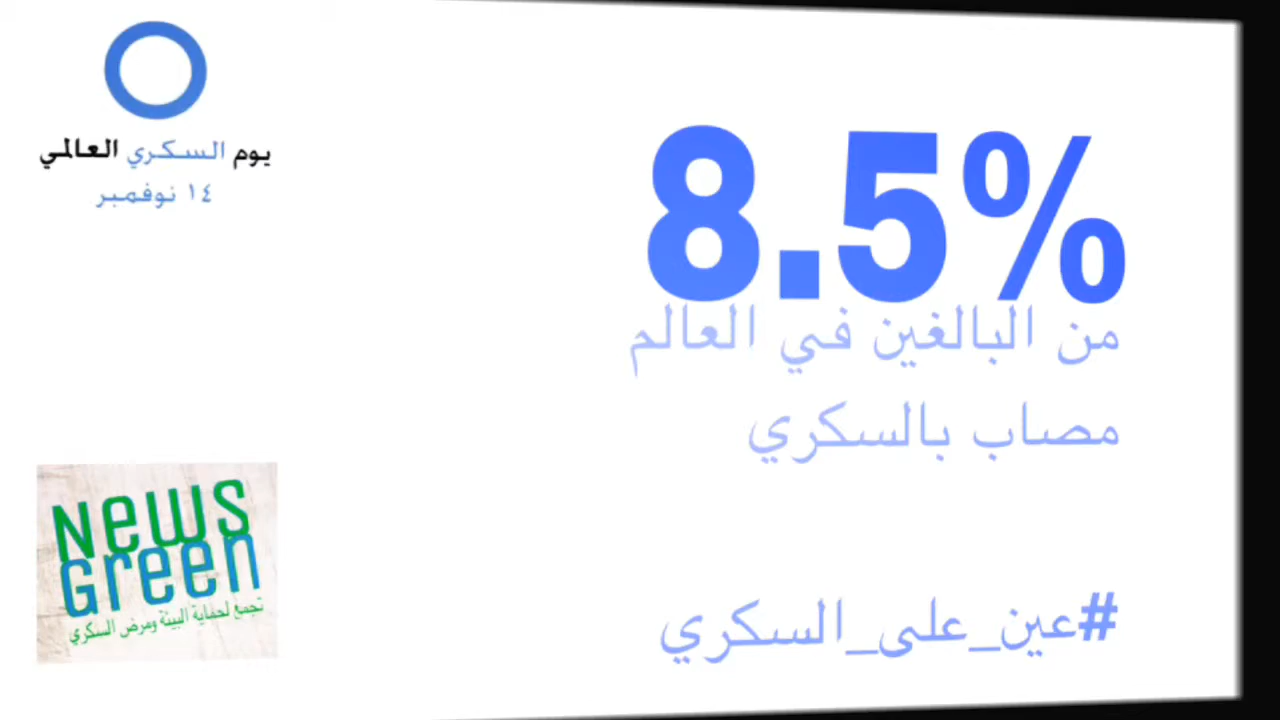 يوم السكري العالمي
١٤ نوفمبر
8.5%
من البالغين في العالم
مصاب بالسكري
#عين_على_السكري
News
Green
تجمع لحماية البيئة ومرض السكري